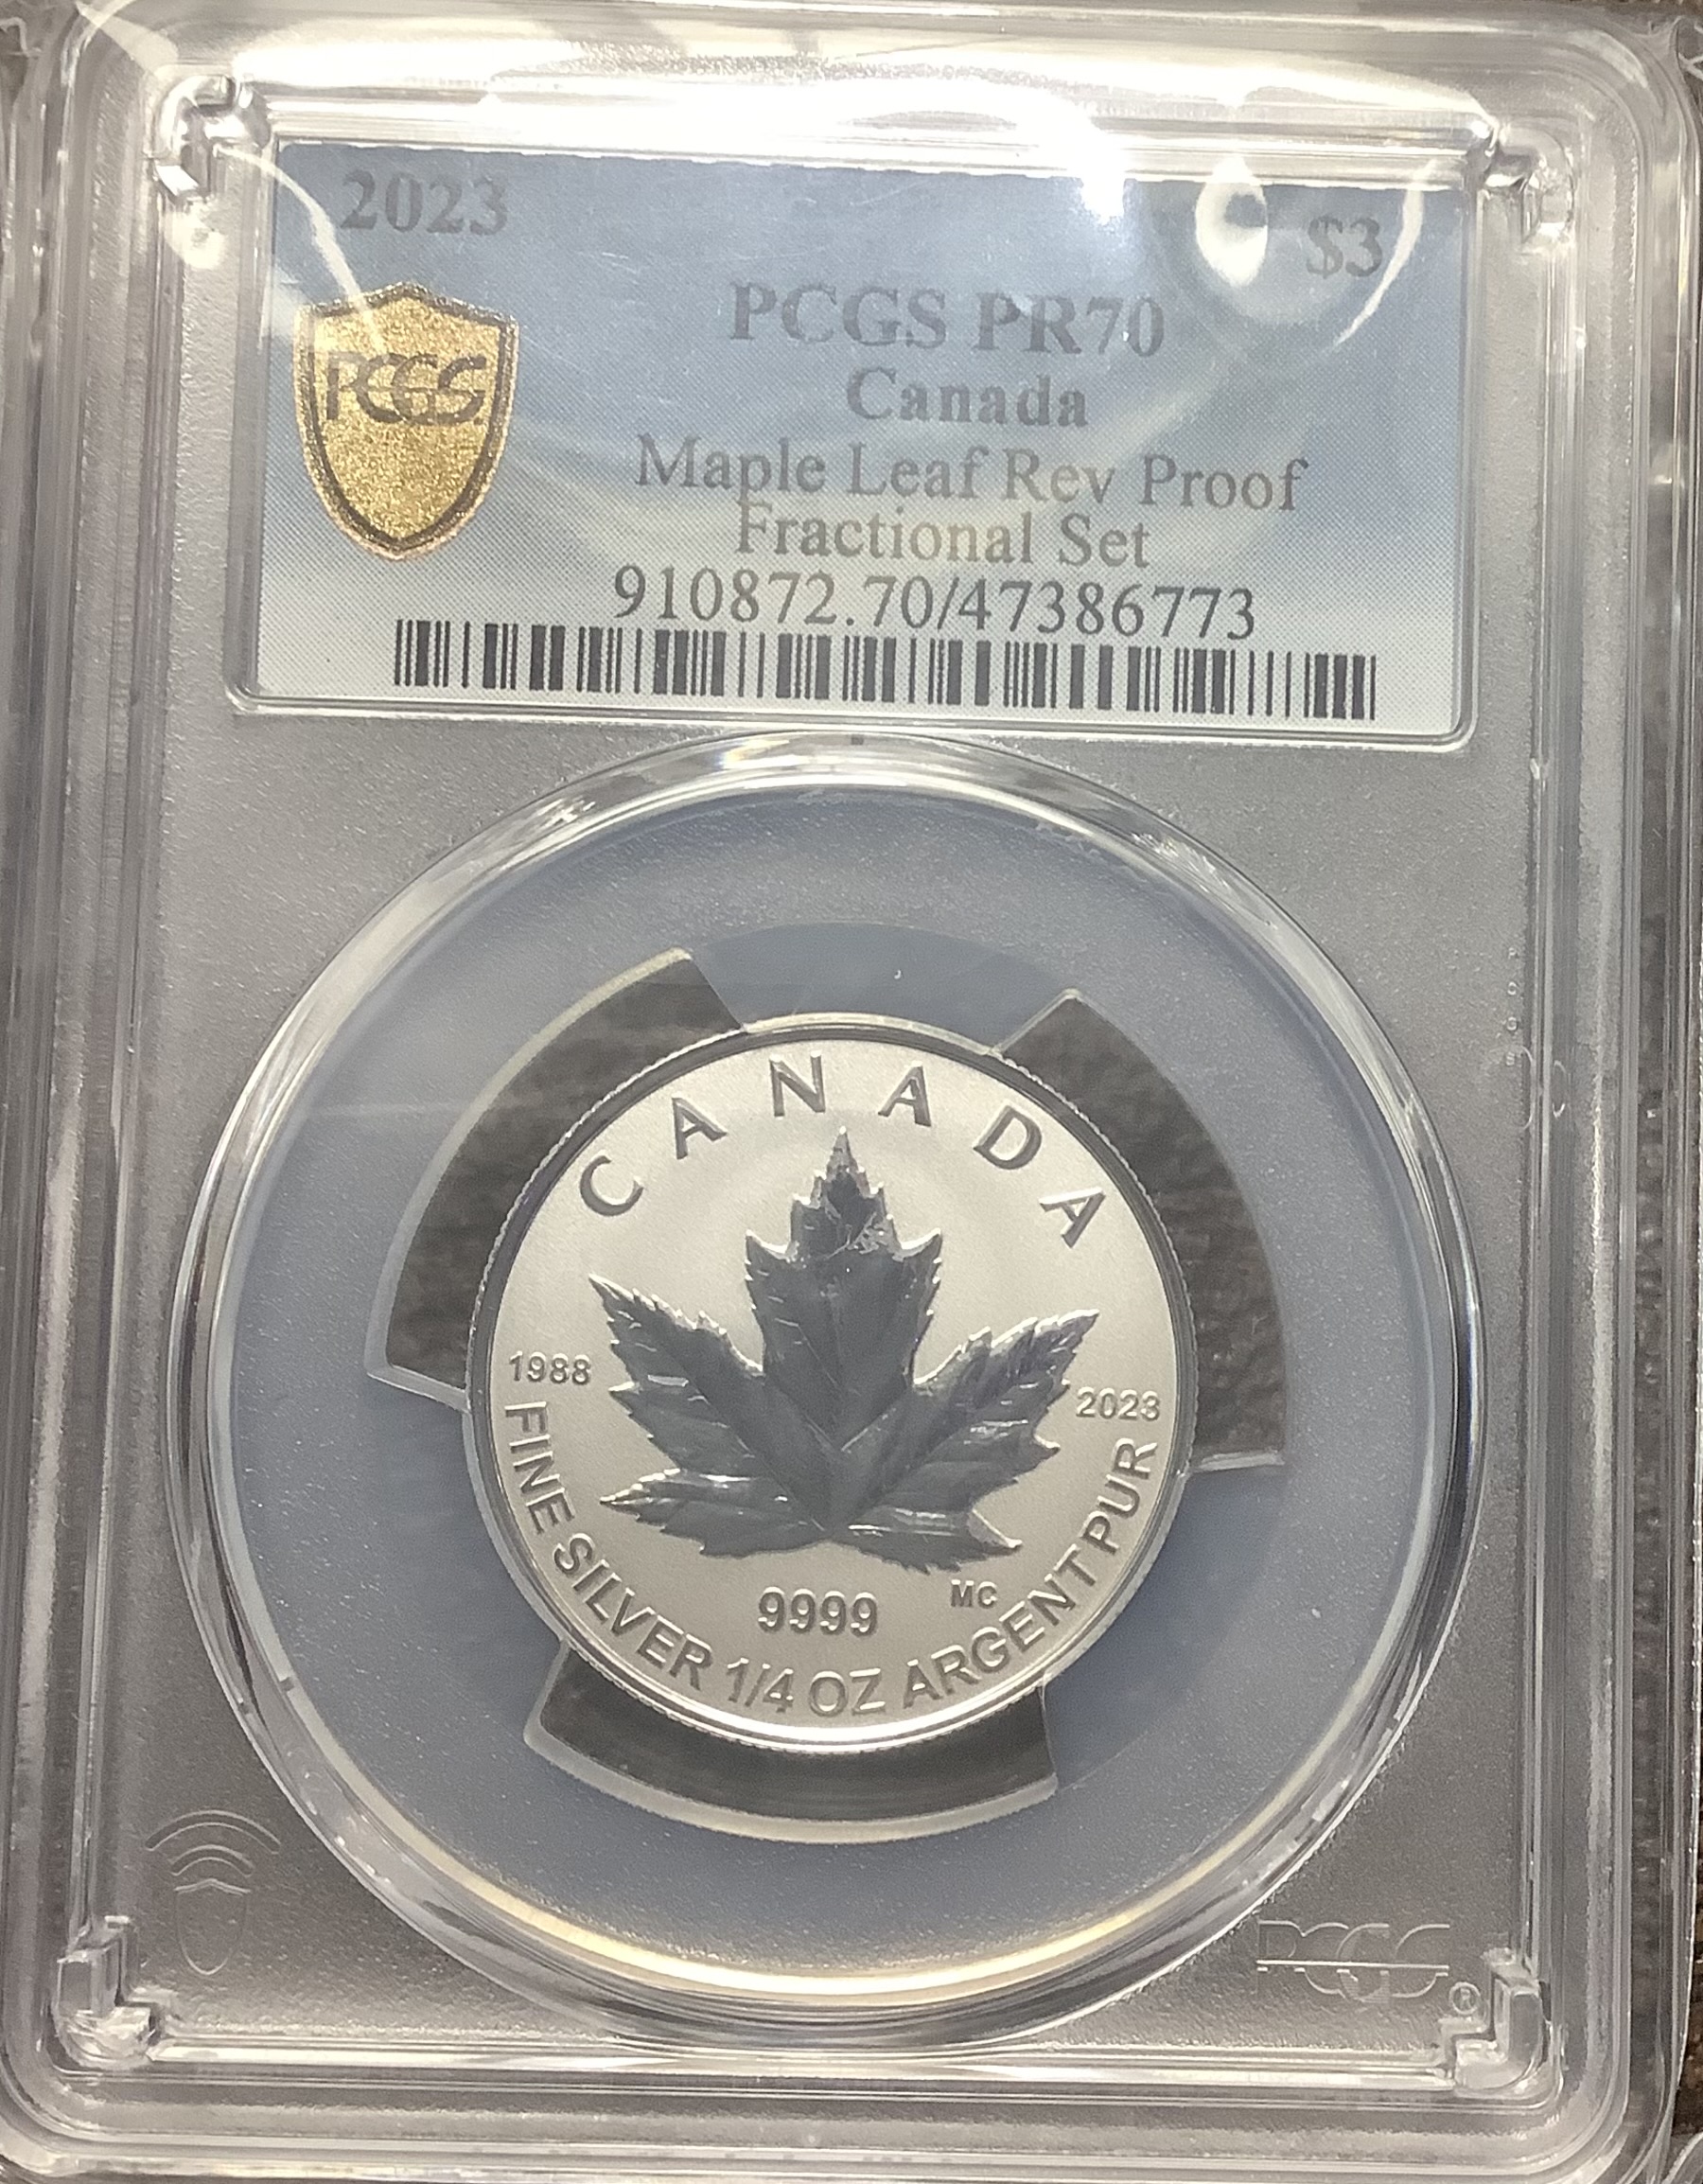 2023
$3
PCGS
PCGS PR70
Canada
Maple Leaf Rev Proof
Fractional Set
910872.70/47386773
CANADA
1988
2023
9999
MC
FINE SILVER 1/4 OZ ARGENT PUR
PCGS®